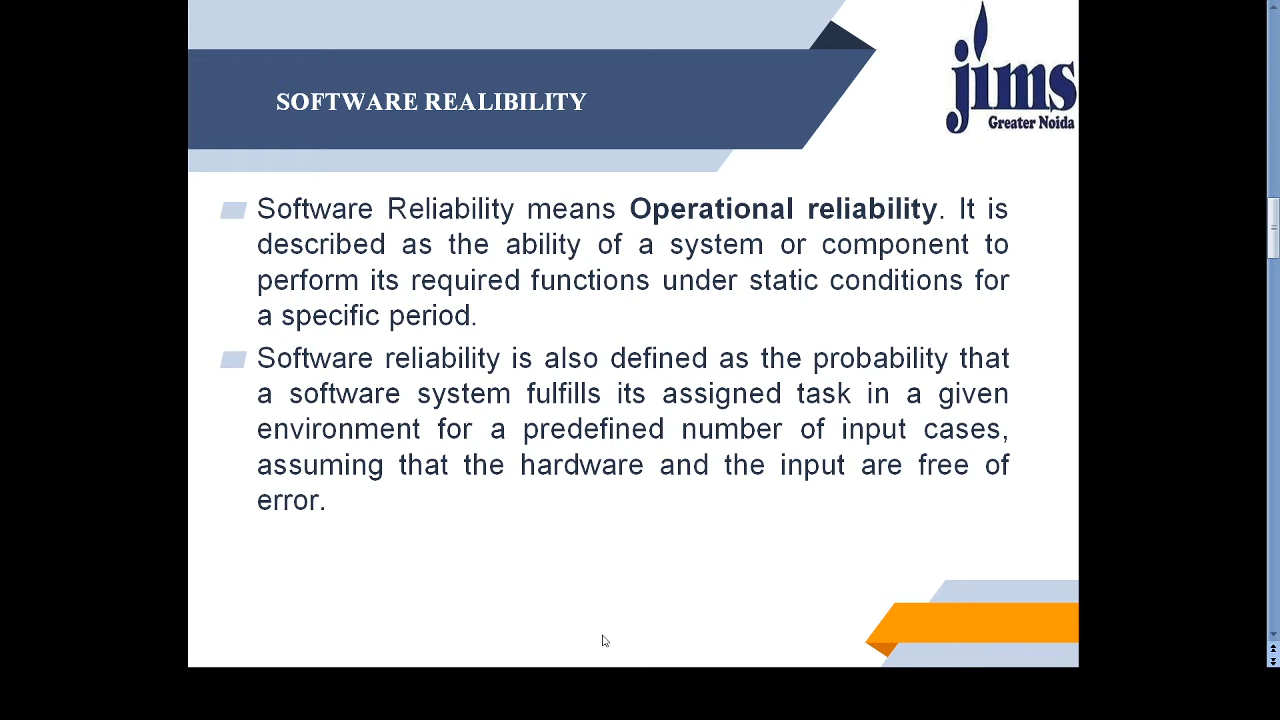 SOFTWARE REALIBILITY
jims
Greater Noida
Software Reliability means Operational reliability. It is
described as the ability of a system or component to
perform its required functions under static conditions for
a specific period.
Software reliability is also defined as the probability that
a software system fulfills its assigned task in a given
environment for a predefined number of input cases,
assuming that the hardware and the input are free of
error.